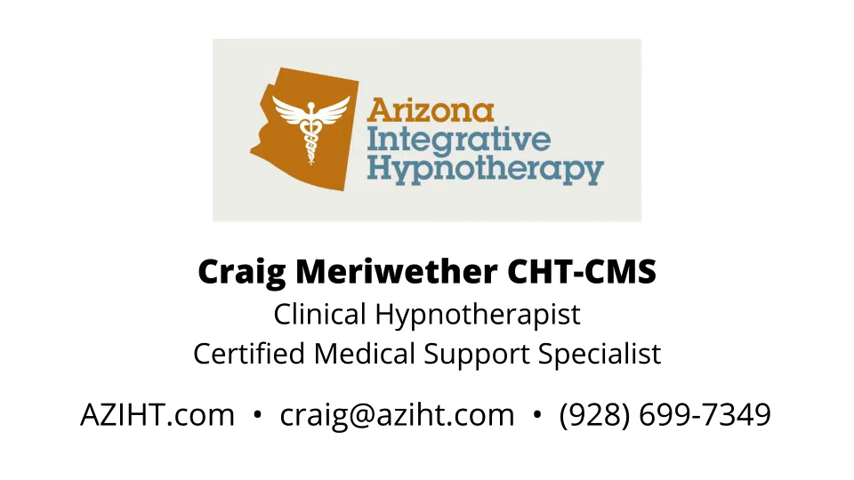 Arizona
Integrative
Hypnotherapy
Craig Meriwether CHT-CMS
Clinical Hypnotherapist
Certified Medical Support Specialist
AZIHT.com • craig@aziht.com • (928) 699-7349